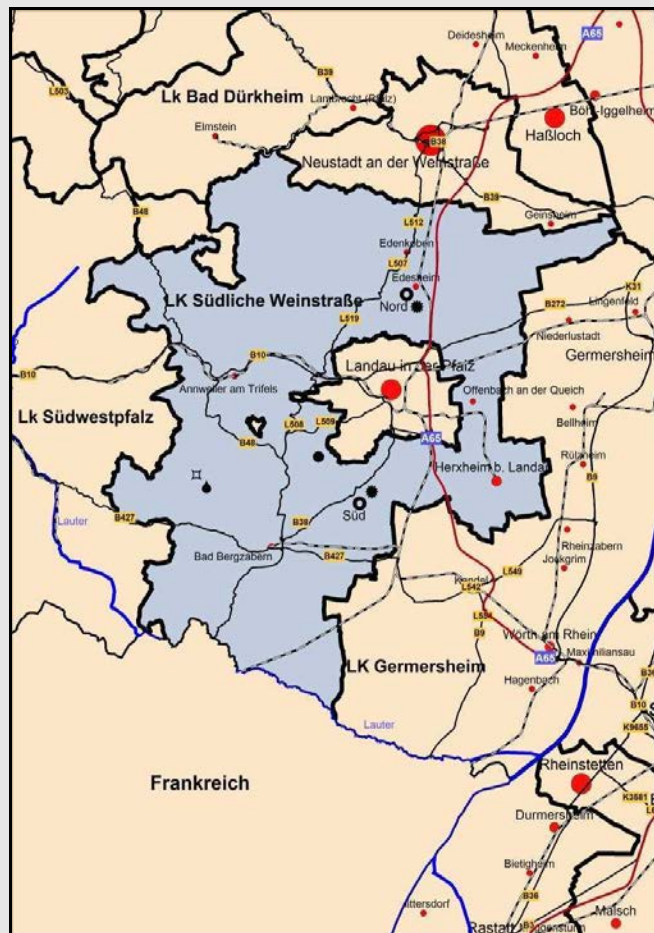 Deidesheim
A65
Meckenheim
B39
L503
Lk Bad Dürkheim
Lambrecht (Pfalz)
Böhl-Iggelheim
Elmstein
B38
Haßloch
Neustadt an der Weinstraße
B39
B48
L512
Geinsheim
Edenkoben
L507
K31
LK Südliche Weinstraße
Edesheim
Nord
B272
Lingenfeld
L519
Niederlustadt
B10
B10
Landau in der Pfalz
Germersheim
Annweiler am Trifels
Offenbach an der Queich
Lk Südwestpfalz
L508
L509
Bellheim
B48
A65
Rülzheim
Herxheim b. Landau
B9
Süd
B427
Lauter
B38
Rheinzabern
Bad Bergzabern
B427
Jockgrim
L549
Kandel
L542
L554
B9
Wörth am Rhein
A65
Maximiliansau
LK Germersheim
Hagenbach
B10
Lauter
K9655
Frankreich
Rheinstetten
K3581
Durmersheim
Bietigheim
B36
Malsch
B3
Rastatt